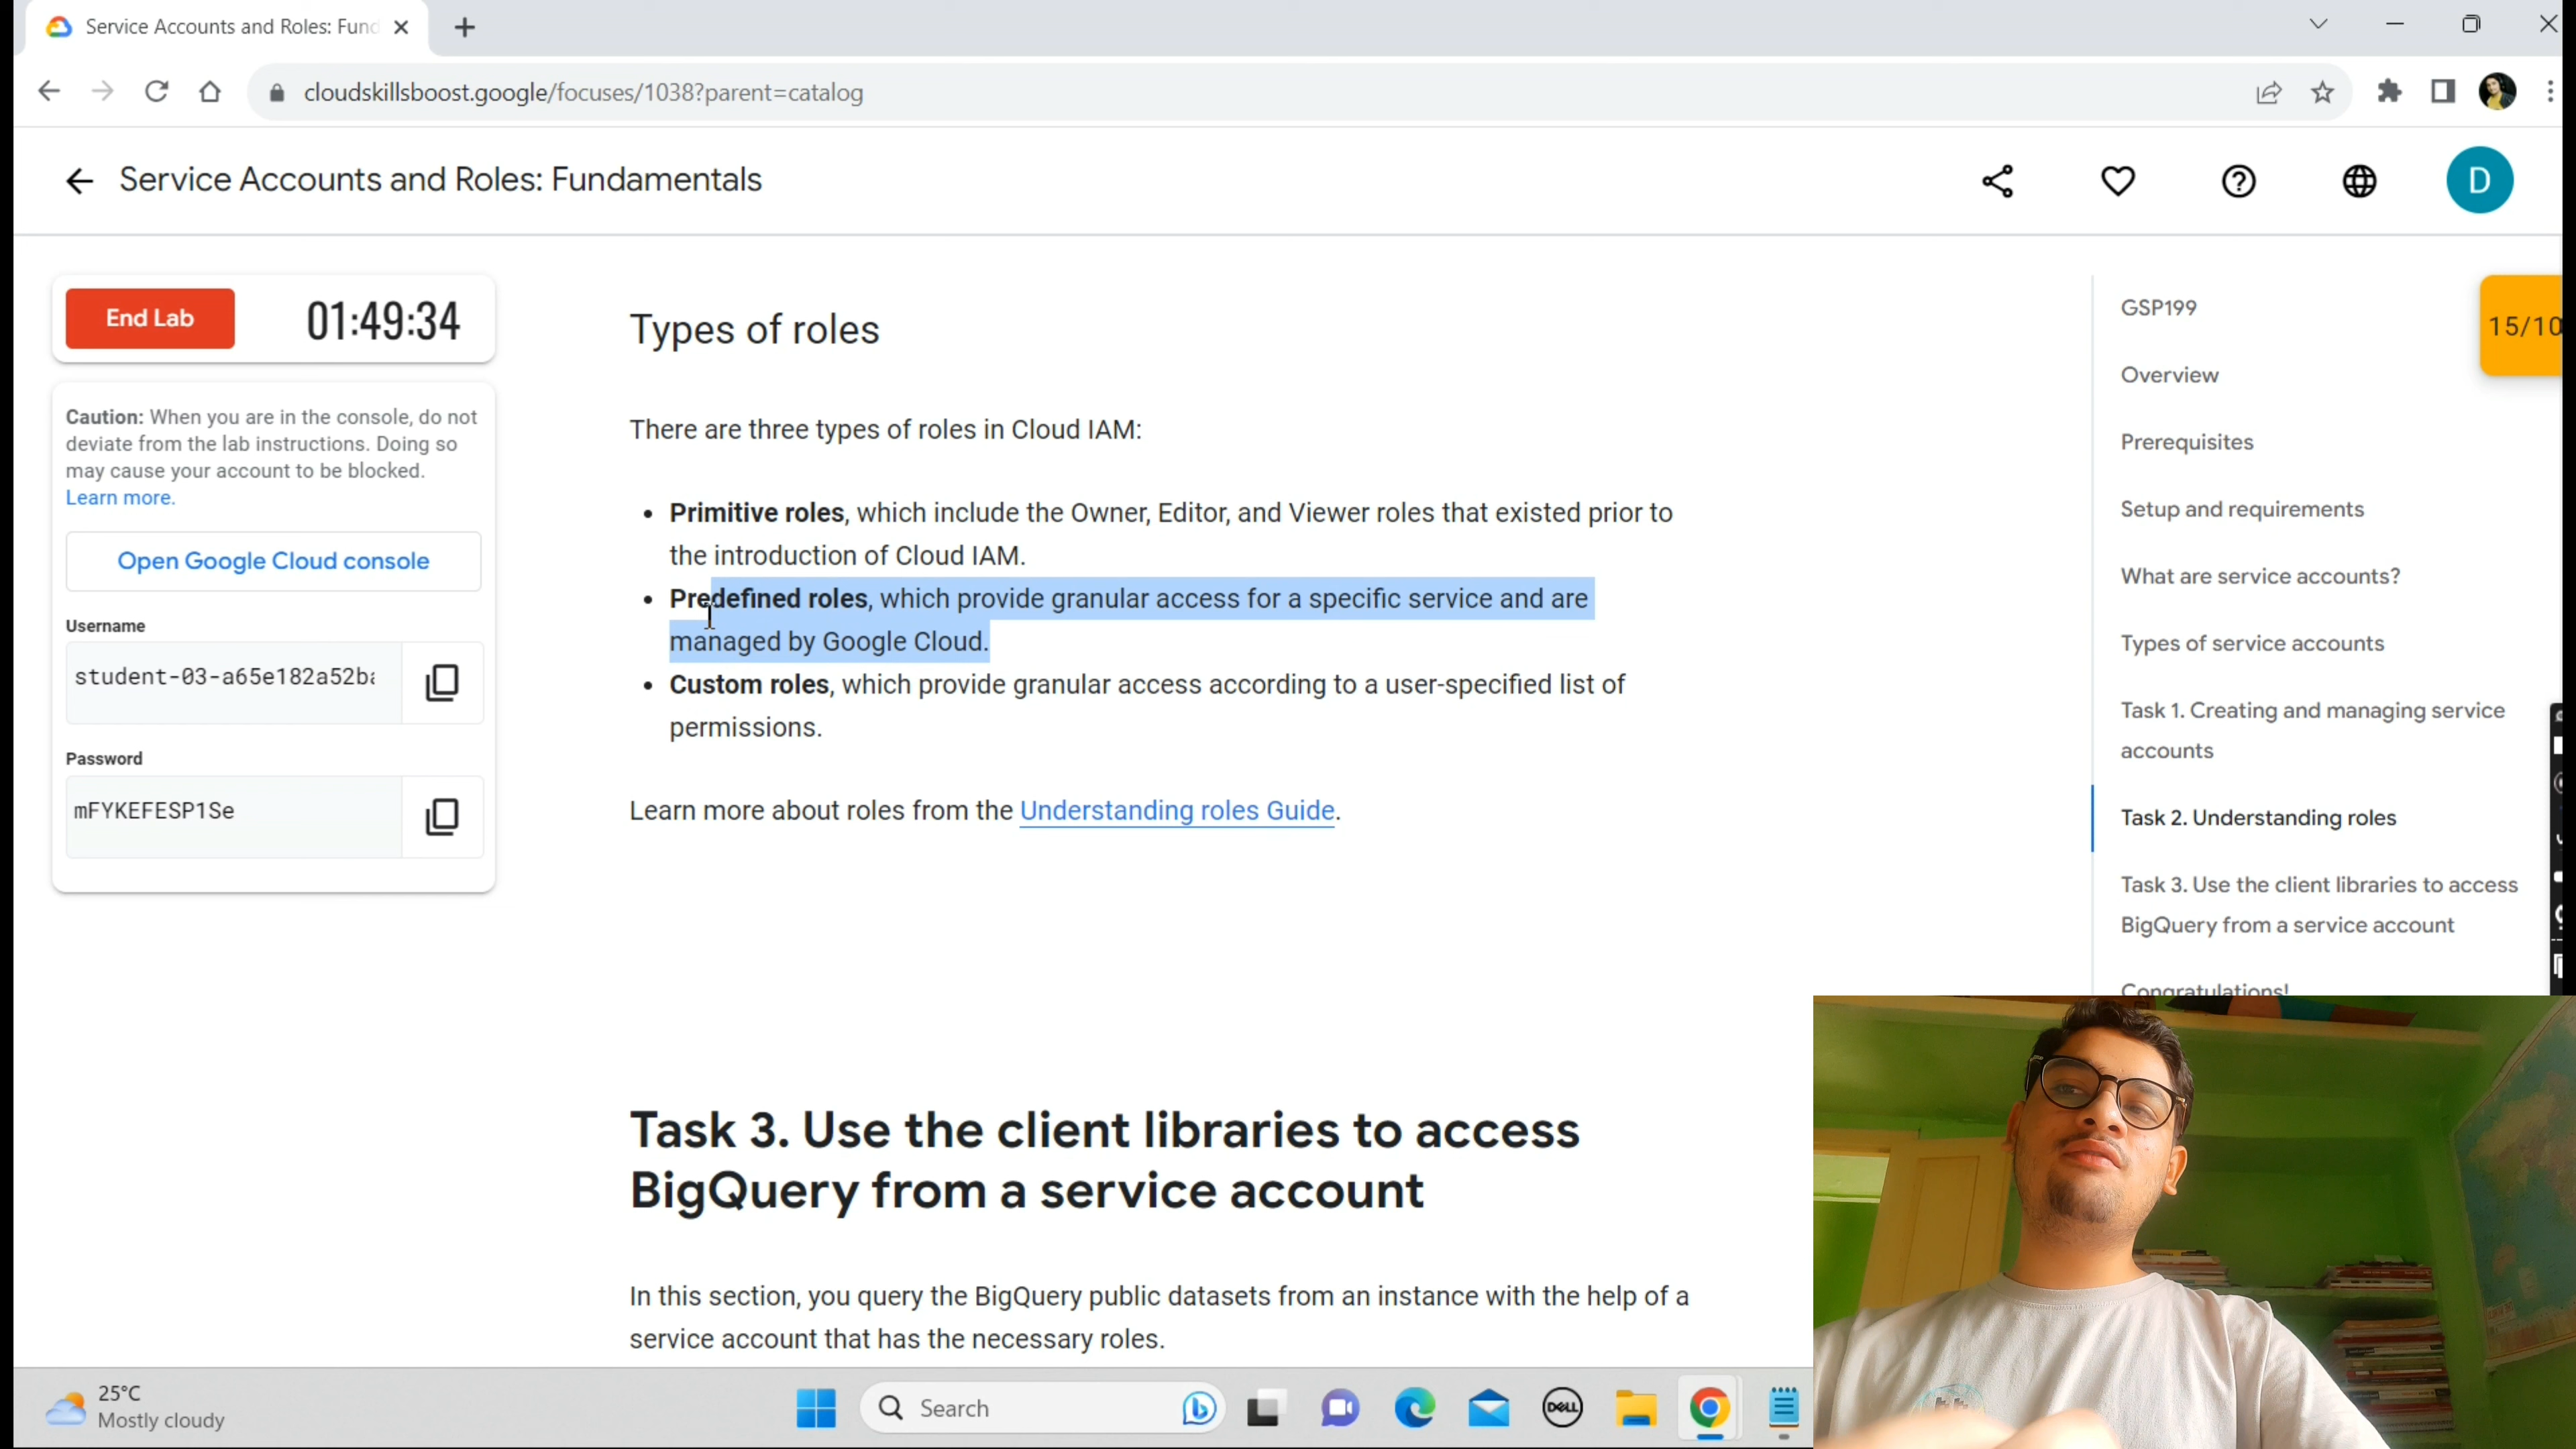 Service Accounts and Roles: Fund
cloudskillsboost.google/focuses/1038?parent=catalog
Service Accounts and Roles: Fundamentals
D
End Lab
01:49:34
Caution: When you are in the console, do not
deviate from the lab instructions. Doing so
may cause your account to be blocked.
Learn more.
Open Google Cloud console
Username
student-03-a65e182a52ba
Password
mFYKEFESP1Se
Types of roles
There are three types of roles in Cloud IAM:
• Primitive roles, which include the Owner, Editor, and Viewer roles that existed prior to
the introduction of Cloud IAM.
• Predefined roles, which provide granular access for a specific service and are
managed by Google Cloud.
• Custom roles, which provide granular access according to a user-specified list of
permissions.
Learn more about roles from the Understanding roles Guide.
Task 3. Use the client libraries to access
BigQuery from a service account
In this section, you query the BigQuery public datasets from an instance with the help of a
service account that has the necessary roles.
GSP199
Overview
Prerequisites
Setup and requirements
What are service accounts?
Types of service accounts
Task 1. Creating and managing service
accounts
Task 2. Understanding roles
Task 3. Use the client libraries to access
BigQuery from a service account
Congratulations!
15/10
25°C
Mostly cloudy
Search
DELL